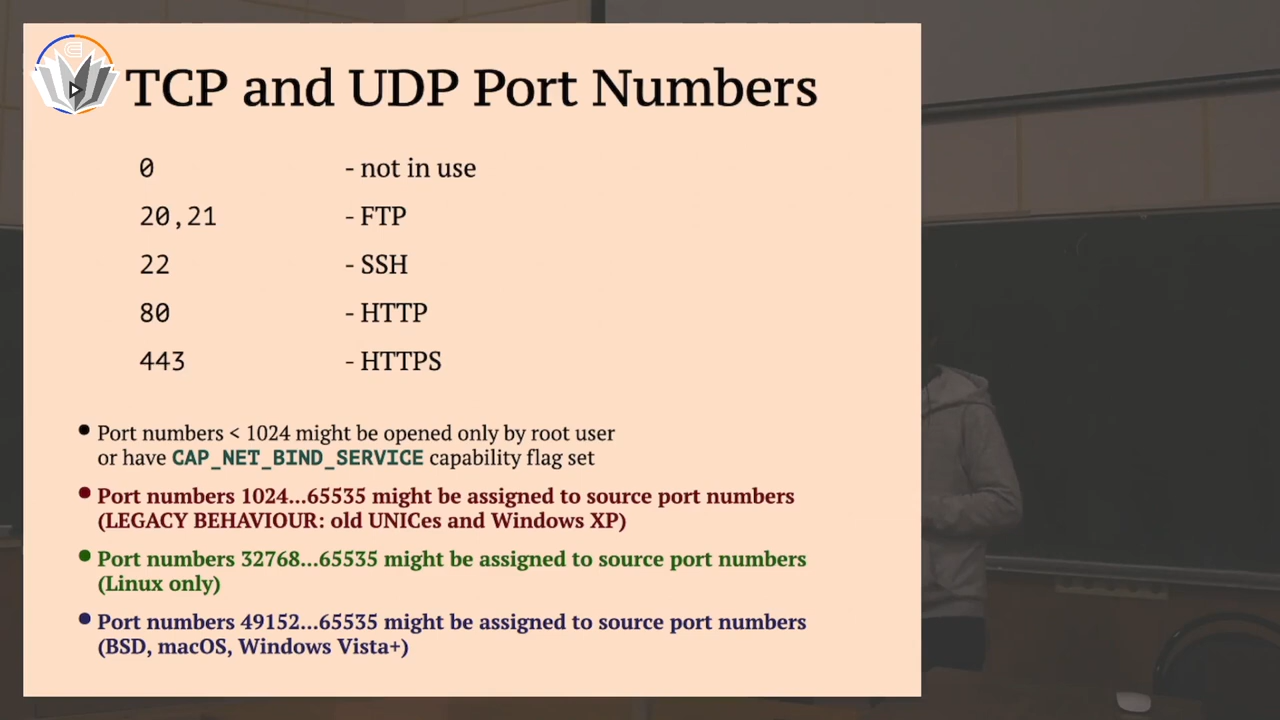 TCP and UDP Port Numbers
0 - not in use
20,21 - FTP
22 - SSH
80 - HTTP
443 - HTTPS
• Port numbers < 1024 might be opened only by root user
or have CAP_NET_BIND_SERVICE capability flag set
• Port numbers 1024...65535 might be assigned to source port numbers
(LEGACY BEHAVIOUR: old UNICes and Windows XP)
• Port numbers 32768...65535 might be assigned to source port numbers
(Linux only)
• Port numbers 49152...65535 might be assigned to source port numbers
(BSD, macOS, Windows Vista+)